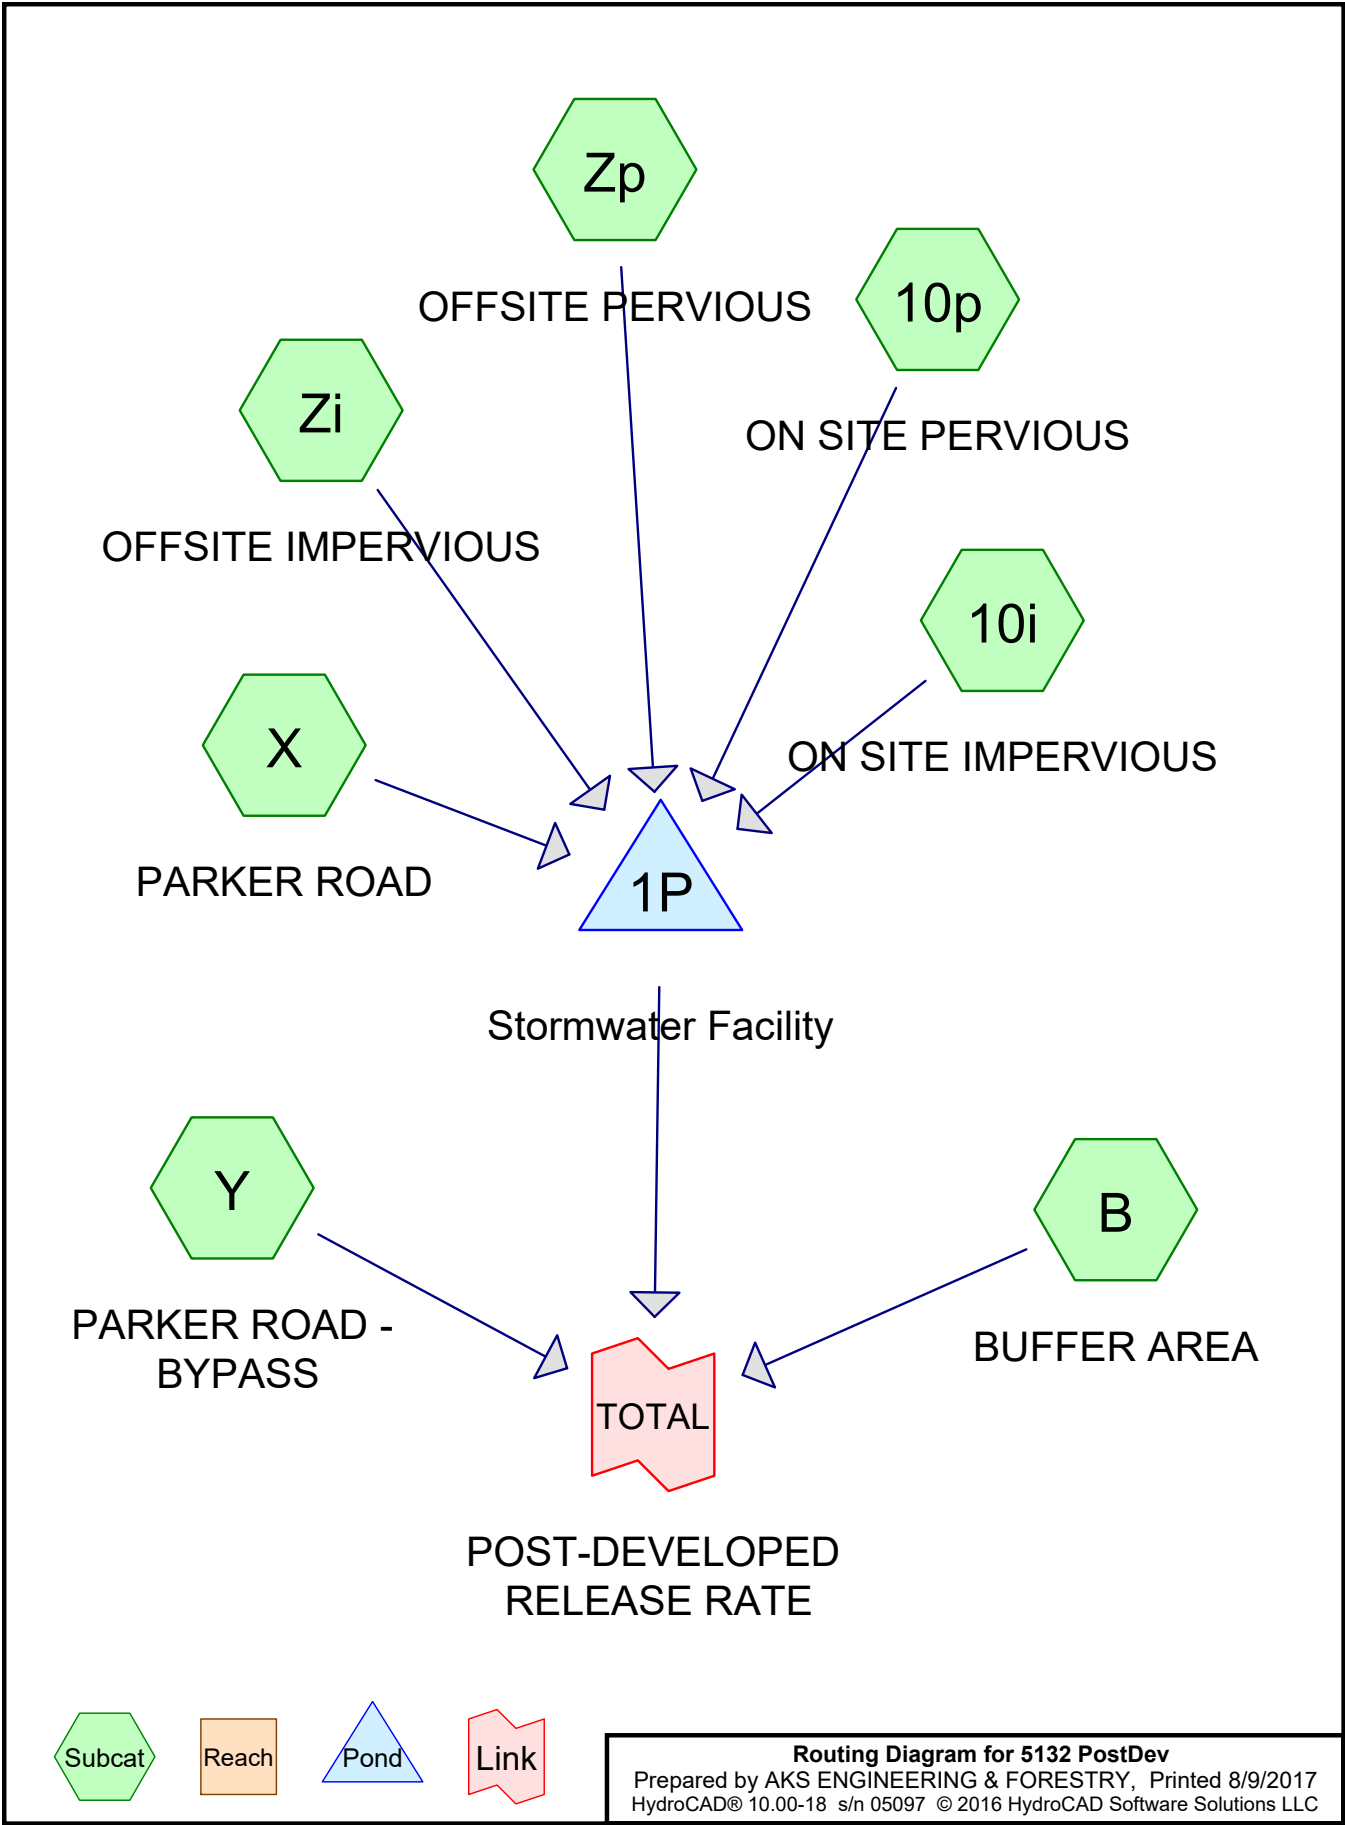 Zp
OFFSITE PERVIOUS
10p
ON SITE PERVIOUS
Zi
OFFSITE IMPERVIOUS
10i
ON SITE IMPERVIOUS
X
PARKER ROAD
1P
Stormwater Facility
Y
PARKER ROAD -
BYPASS
B
BUFFER AREA
TOTAL
POST-DEVELOPED
RELEASE RATE
Subcat
Reach
Pond
Link
Routing Diagram for 5132 PostDev
Prepared by AKS ENGINEERING & FORESTRY, Printed 8/9/2017
HydroCAD® 10.00-18 s/n 05097 © 2016 HydroCAD Software Solutions LLC